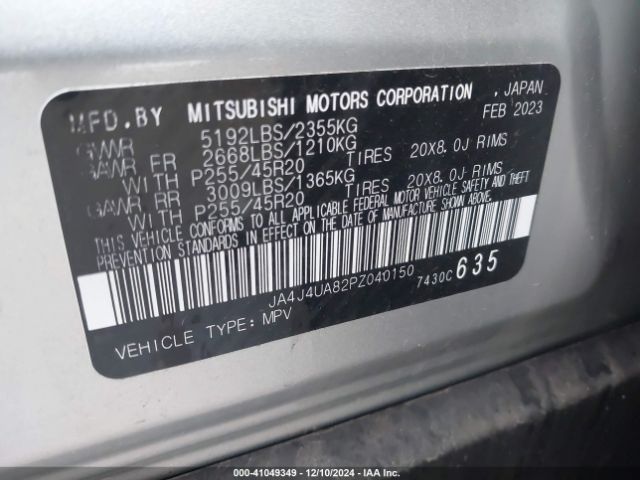 MFD.BY MITSUBISHI MOTORS CORPORATION , JAPAN
GVWR 5192LBS/2355KG FEB 2023
GAWR FR 2668LBS/1210KG
WITH P255/45R20 TIRES 20X8.0J RIMS
GAWR RR 3009LBS/1365KG
WITH P255/45R20 TIRES 20X8.0J RIMS
THIS VEHICLE CONFORMS TO ALL APPLICABLE FEDERAL MOTOR VEHICLE SAFETY AND THEFT
PREVENTION STANDARDS IN EFFECT ON THE DATE OF MANUFACTURE SHOWN ABOVE.
JA4J4UA82PZ040150 7430C 635
VEHICLE TYPE: MPV
000-41049349 - 12/10/2024 - IAA Inc.